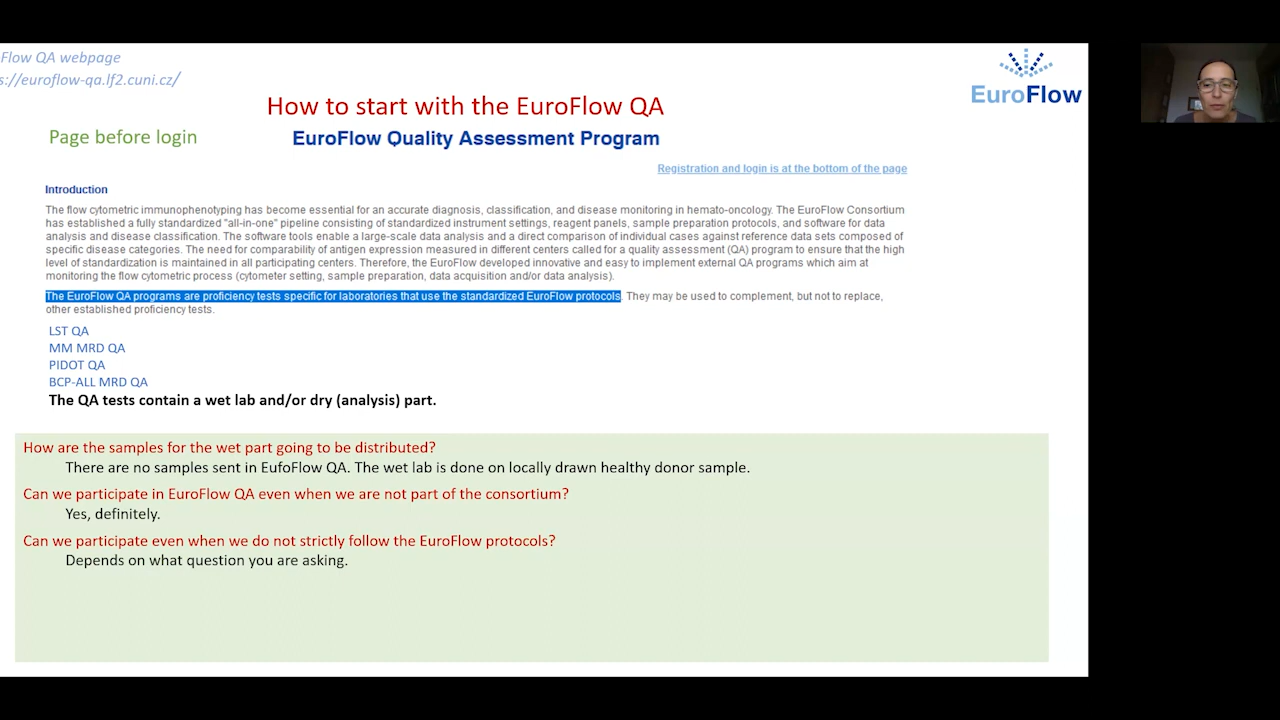 Flow QA webpage
s://euroflow-qa.lf2.cuni.cz/
EuroFlow
How to start with the EuroFlow QA
Page before login
EuroFlow Quality Assessment Program
Registration and login is at the bottom of the page
Introduction
The flow cytometric immunophenotyping has become essential for an accurate diagnosis, classification, and disease monitoring in hemato-oncology. The EuroFlow Consortium
has established a fully standardized "all-in-one" pipeline consisting of standardized instrument settings, reagent panels, sample preparation protocols, and software for data
analysis and disease classification. The software tools enable a large-scale data analysis and a direct comparison of individual cases against reference data sets composed of
specific disease categories. The need for comparability of antigen expression measured in different centers called for a quality assessment (QA) program to ensure that the high
level of standardization is maintained in all participating centers. Therefore, the EuroFlow developed innovative and easy to implement external QA programs which aim at
monitoring the flow cytometric process (cytometer setting, sample preparation, data acquisition and/or data analysis).
The EuroFlow QA programs are proficiency tests specific for laboratories that use the standardized EuroFlow protocols. They may be used to complement, but not to replace,
other established proficiency tests.
LST QA
MM MRD QA
PIDOT QA
BCP-ALL MRD QA
The QA tests contain a wet lab and/or dry (analysis) part.
How are the samples for the wet part going to be distributed?
There are no samples sent in EufoFlow QA. The wet lab is done on locally drawn healthy donor sample.
Can we participate in EuroFlow QA even when we are not part of the consortium?
Yes, definitely.
Can we participate even when we do not strictly follow the EuroFlow protocols?
Depends on what question you are asking.